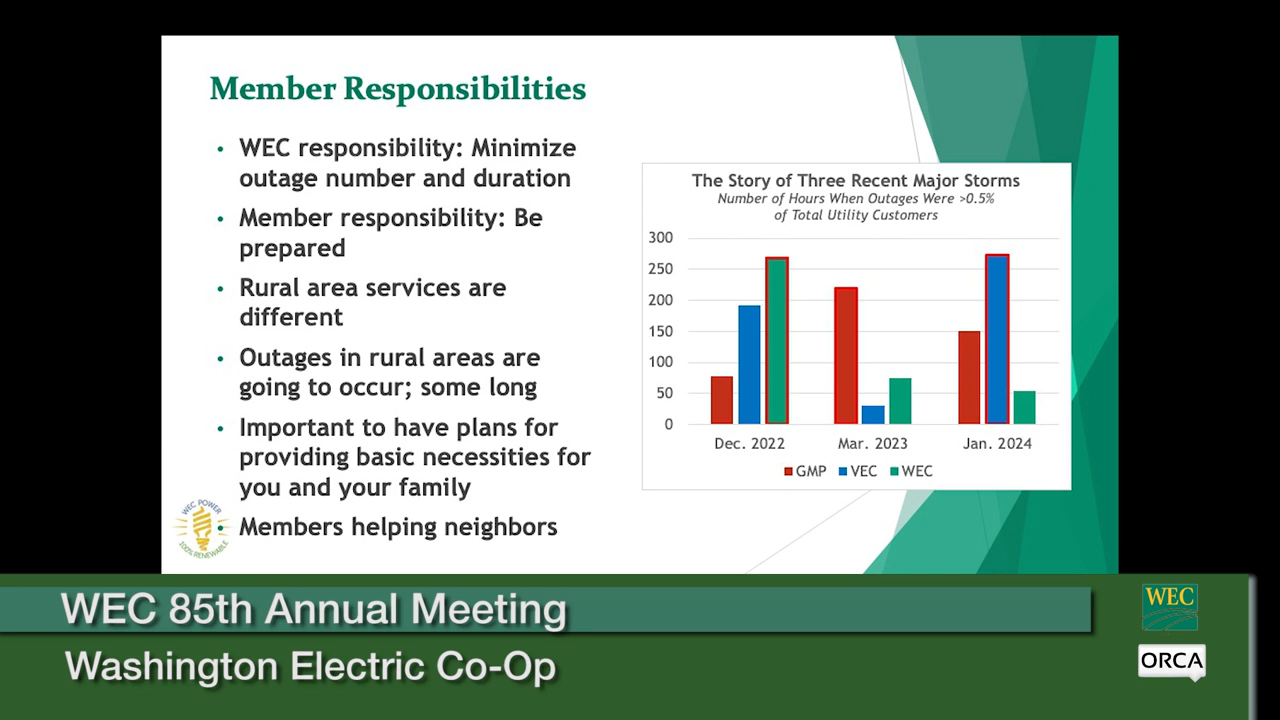 Member Responsibilities
• WEC responsibility: Minimize
outage number and duration
• Member responsibility: Be
prepared
• Rural area services are
different
• Outages in rural areas are
going to occur; some long
• Important to have plans for
providing basic necessities for
you and your family
• Members helping neighbors
WEC POWER
100% RENEWABLE
The Story of Three Recent Major Storms
Number of Hours When Outages Were >0.5%
of Total Utility Customers
300
250
200
150
100
50
0
Dec. 2022 Mar. 2023 Jan. 2024
GMP VEC WEC
WEC 85th Annual Meeting
Washington Electric Co-Op
WEC
ORCA